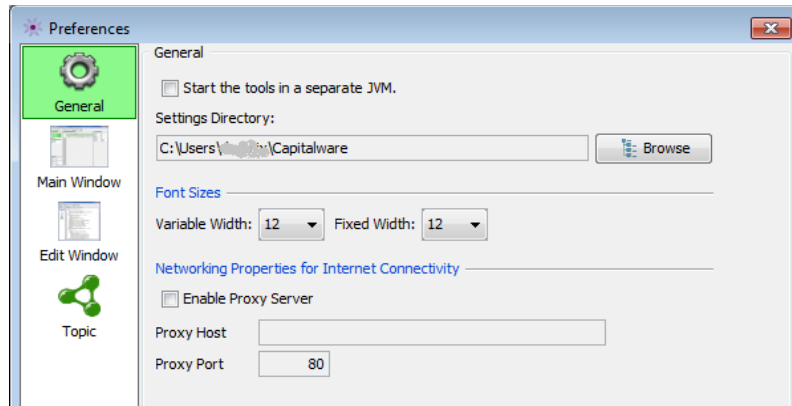 Preferences
General
General
Start the tools in a separate JVM.
Settings Directory:
C:\Users\ \Capitalware
Browse
Main Window
Font Sizes
Variable Width: 12 Fixed Width: 12
Edit Window
Networking Properties for Internet Connectivity
Enable Proxy Server
Topic
Proxy Host
Proxy Port 80